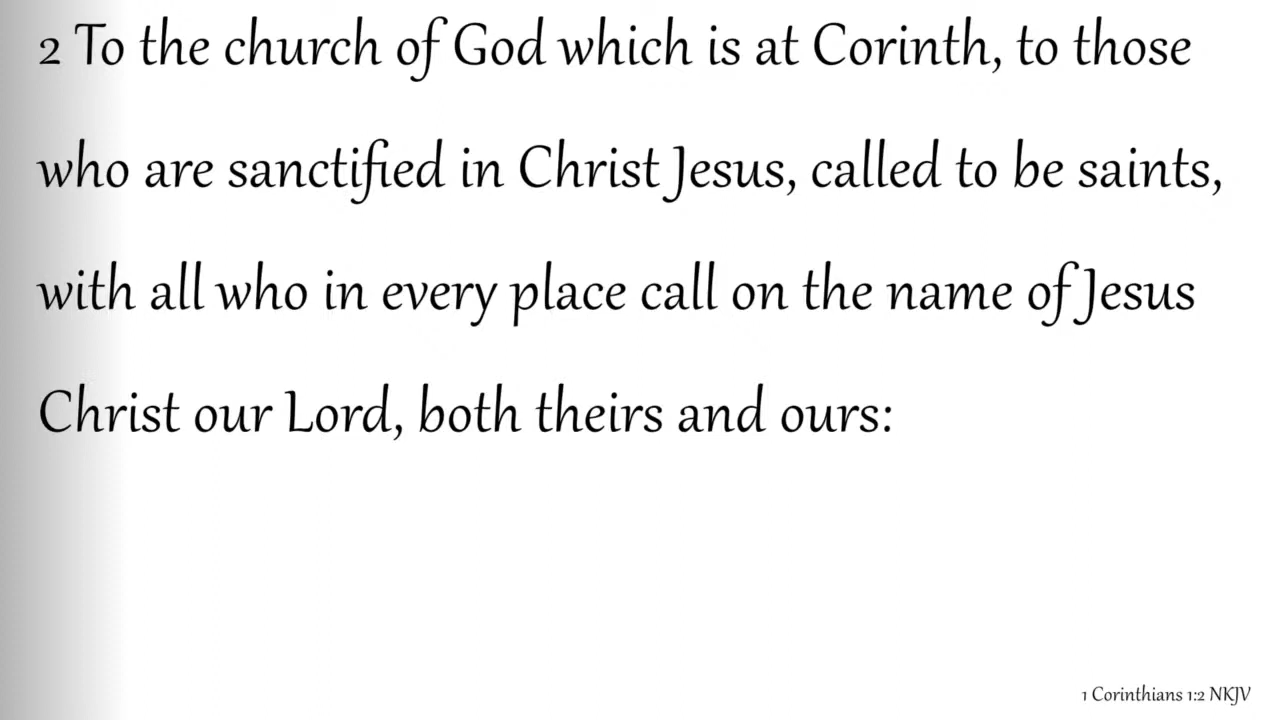 2 To the church of God which is at Corinth, to those
who are sanctified in Christ Jesus, called to be saints,
with all who in every place call on the name of Jesus
Christ our Lord, both theirs and ours:
1 Corinthians 1:2 NKJV